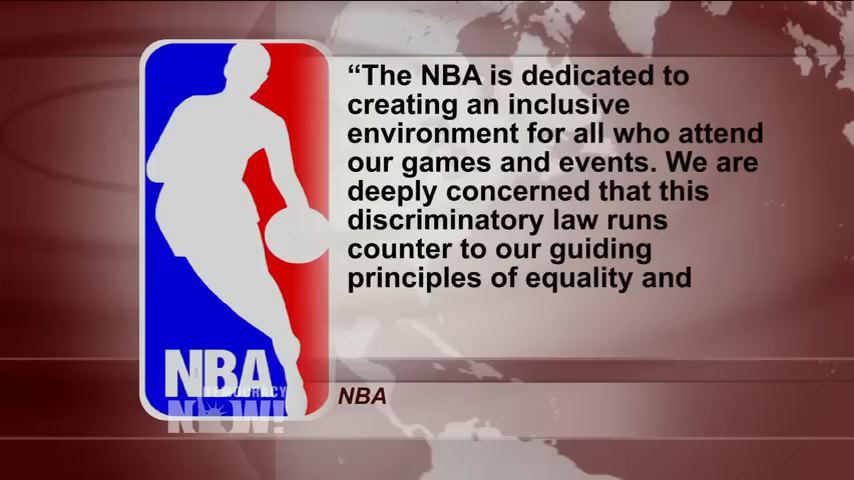 “The NBA is dedicated to
creating an inclusive
environment for all who attend
our games and events. We are
deeply concerned that this
discriminatory law runs
counter to our guiding
principles of equality and
NBA
DEMOCRACY
NOW!
NBA